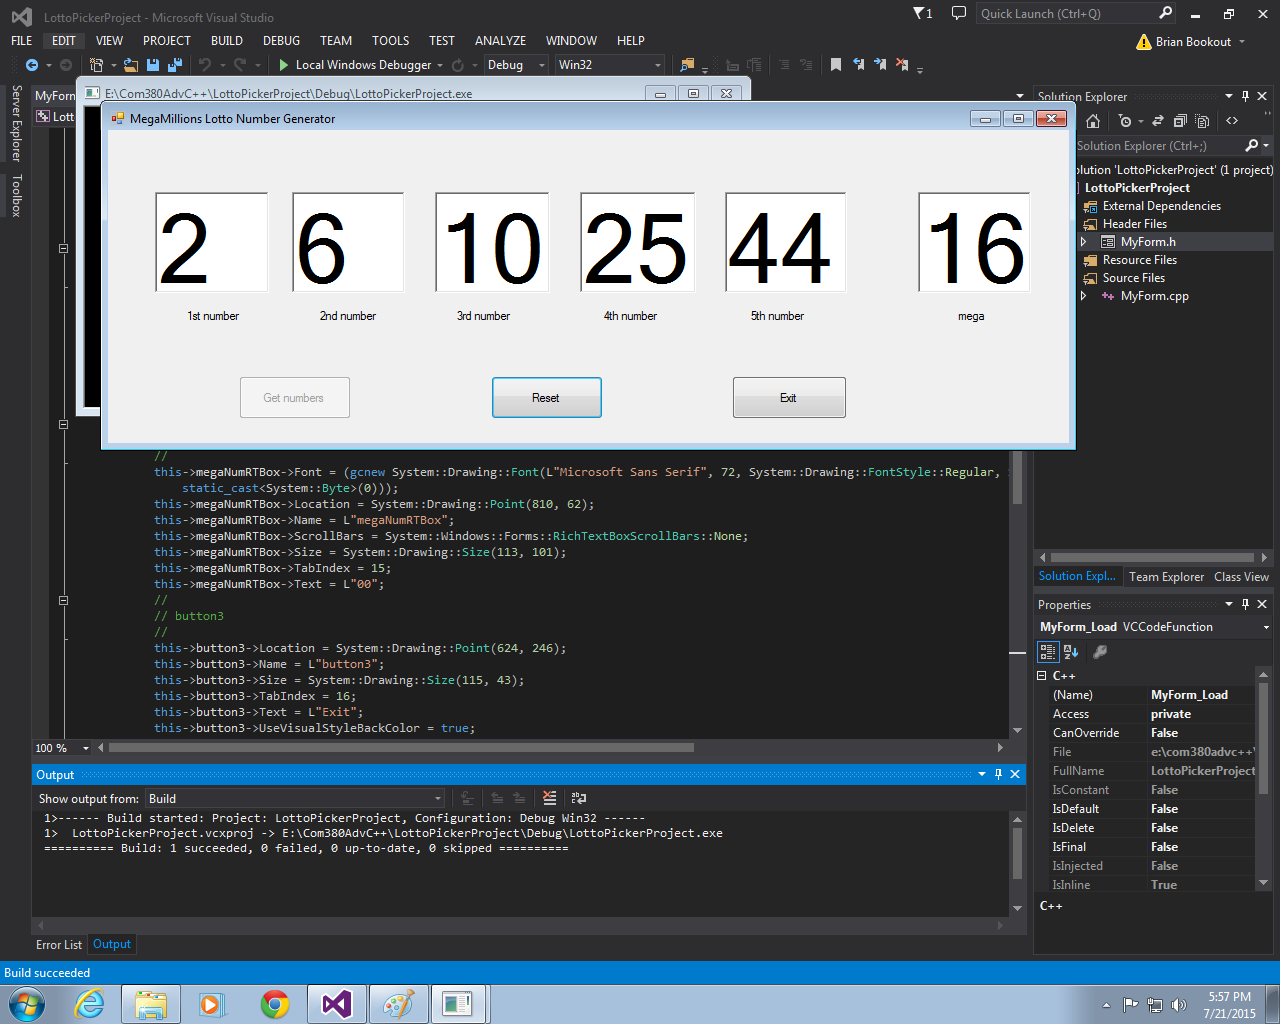 LottoPickerProject - Microsoft Visual Studio
1
Quick Launch (Ctrl+Q)
FILE EDIT VIEW PROJECT BUILD DEBUG TEAM TOOLS TEST ANALYZE WINDOW HELP
Brian Bookout
Local Windows Debugger Debug Win32
Server Explorer
Toolbox
MyForm
Lott
E:\Com380AdvC++\LottoPickerProject\Debug\LottoPickerProject.exe
MegaMillions Lotto Number Generator
2 6 10 25 44 16
1st number 2nd number 3rd number 4th number 5th number mega
Get numbers Reset Exit
//
this->megaNumRTBox->Font = (gcnew System::Drawing::Font(L"Microsoft Sans Serif", 72, System::Drawing::FontStyle::Regular,
static_cast<System::Byte>(0)));
this->megaNumRTBox->Location = System::Drawing::Point(810, 62);
this->megaNumRTBox->Name = L"megaNumRTBox";
this->megaNumRTBox->ScrollBars = System::Windows::Forms::RichTextBoxScrollBars::None;
this->megaNumRTBox->Size = System::Drawing::Size(113, 101);
this->megaNumRTBox->TabIndex = 15;
this->megaNumRTBox->Text = L"00";
//
// button3
//
this->button3->Location = System::Drawing::Point(624, 246);
this->button3->Name = L"button3";
this->button3->Size = System::Drawing::Size(115, 43);
this->button3->TabIndex = 16;
this->button3->Text = L"Exit";
this->button3->UseVisualStyleBackColor = true;
100 %
Output
Show output from: Build
1>------ Build started: Project: LottoPickerProject, Configuration: Debug Win32 ------
1>  LottoPickerProject.vcxproj -> E:\Com380AdvC++\LottoPickerProject\Debug\LottoPickerProject.exe
========== Build: 1 succeeded, 0 failed, 0 up-to-date, 0 skipped ==========
Error List Output
Solution Explorer
Solution Explorer (Ctrl+;)
olution 'LottoPickerProject' (1 project)
LottoPickerProject
External Dependencies
Header Files
MyForm.h
Resource Files
Source Files
MyForm.cpp
Solution Expl... Team Explorer Class View
Properties
MyForm_Load VCCodeFunction
C++
(Name) MyForm_Load
Access private
CanOverride False
File e:\com380advc++\
FullName LottoPickerProject
IsConstant False
IsDefault False
IsDelete False
IsFinal False
IsInjected False
IsInline True
C++
Build succeeded
5:57 PM
7/21/2015